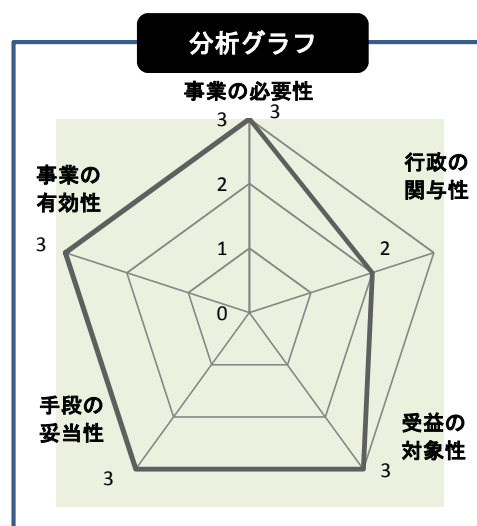 分析グラフ
事業の必要性
3
3
行政の
関与性
事業の
有効性
2
2
3
1
0
手段の
妥当性
受益の
対象性
3
3